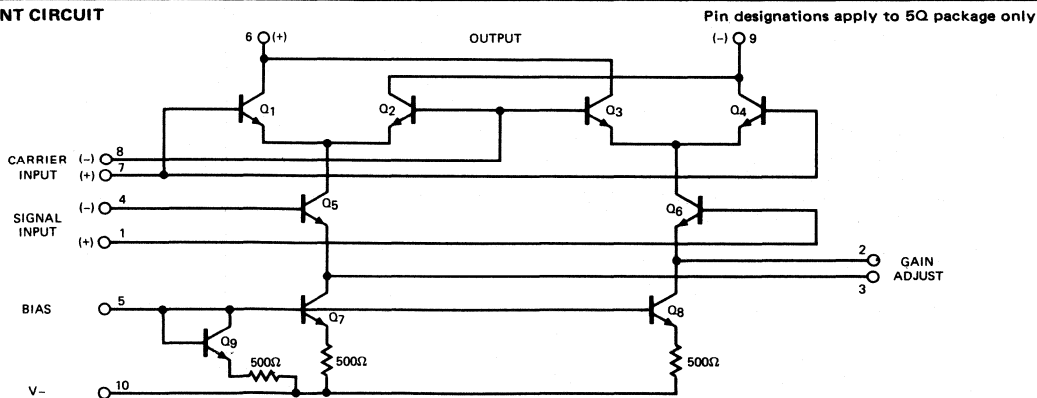 NT CIRCUIT
Pin designations apply to 5Q package only
6 (+)
OUTPUT
(-) 9
Q1
Q2
Q3
Q4
CARRIER INPUT
(-) 8
(+) 7
Q5
Q6
SIGNAL INPUT
(-) 4
(+) 1
2
GAIN ADJUST
3
BIAS
5
Q7
Q8
Q9
500Ω
500Ω
500Ω
V-
10